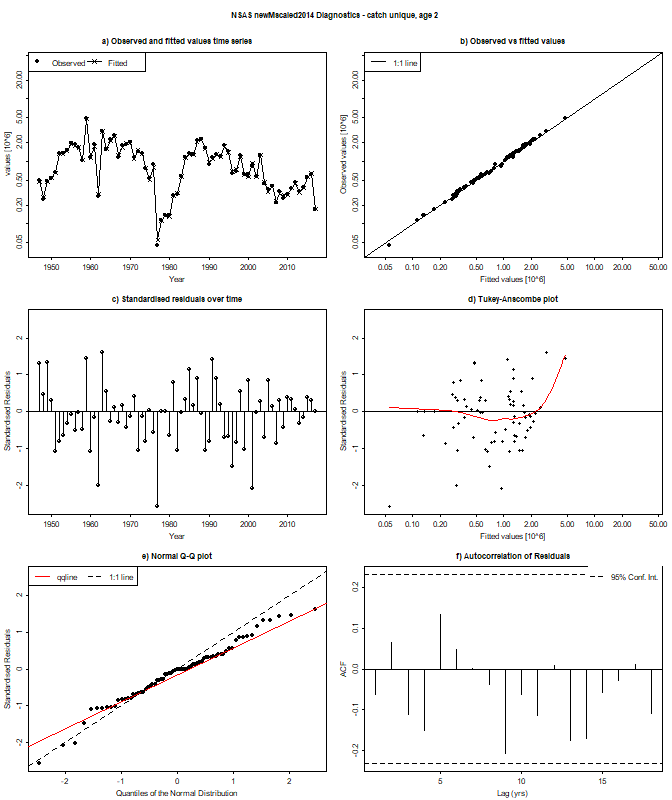 NSAS newMscaled2014 Diagnostics - catch unique, age 2
a) Observed and fitted values time series
Observed Fitted
values [10^6]
0.05 0.20 0.50 2.00 5.00 20.00
1950 1960 1970 1980 1990 2000 2010
Year
b) Observed vs fitted values
1:1 line
Observed values [10^6]
0.05 0.20 0.50 2.00 5.00 20.00
0.05 0.10 0.20 0.50 1.00 2.00 5.00 10.00 20.00 50.00
Fitted values [10^6]
c) Standardised residuals over time
Standardised Residuals
-2 -1 0 1 2
1950 1960 1970 1980 1990 2000 2010
Year
d) Tukey-Anscombe plot
Standardised Residuals
-2 -1 0 1 2
0.05 0.10 0.20 0.50 1.00 2.00 5.00 10.00 20.00 50.00
Fitted values [10^6]
e) Normal Q-Q plot
qqline 1:1 line
Standardised Residuals
-2 -1 0 1 2
-2 -1 0 1 2
Quantiles of the Normal Distribution
f) Autocorrelation of Residuals
95% Conf. Int.
ACF
-0.2 -0.1 0.0 0.1 0.2
5 10 15
Lag (yrs)